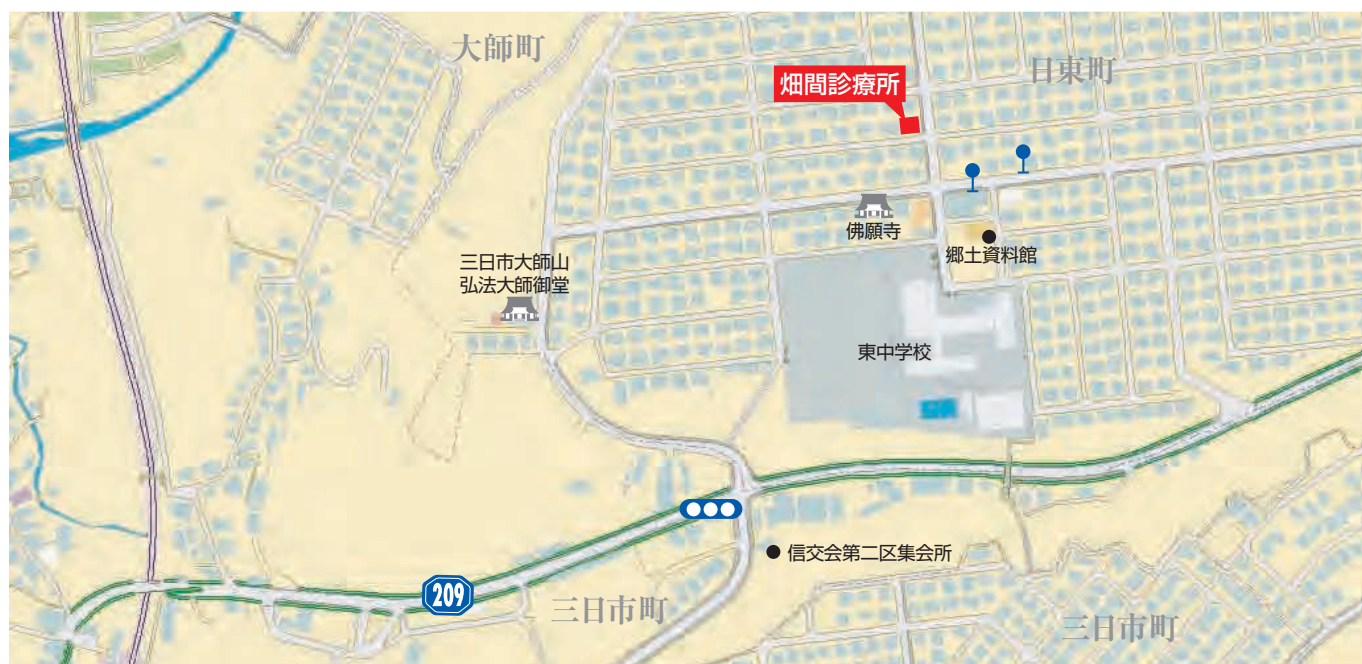 大師町
日東町
畑間診療所
佛願寺
郷土資料館
三日市大師山
弘法大師御堂
東中学校
信交会第二区集会所
209
三日市町
三日市町